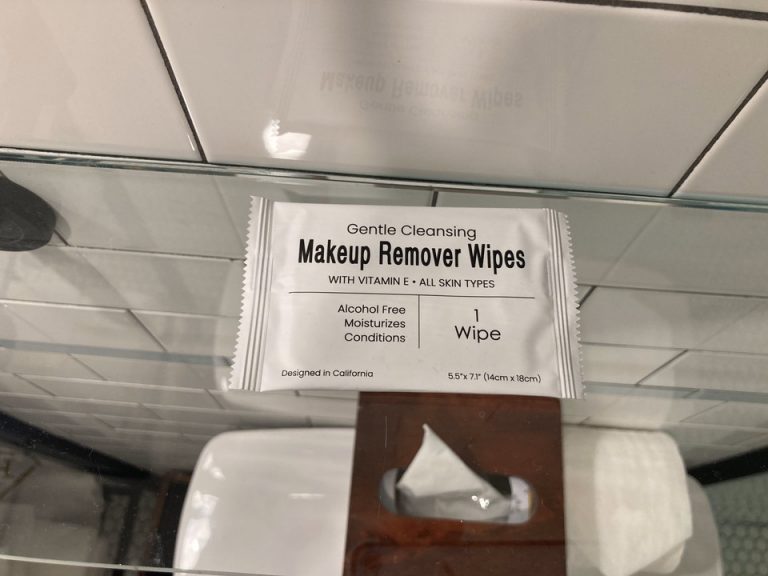 Gentle Cleansing
Makeup Remover Wipes
WITH VITAMIN E • ALL SKIN TYPES
Alcohol Free
Moisturizes
Conditions
1
Wipe
Designed in California
5.5"x 7.1" (14cm x 18cm)